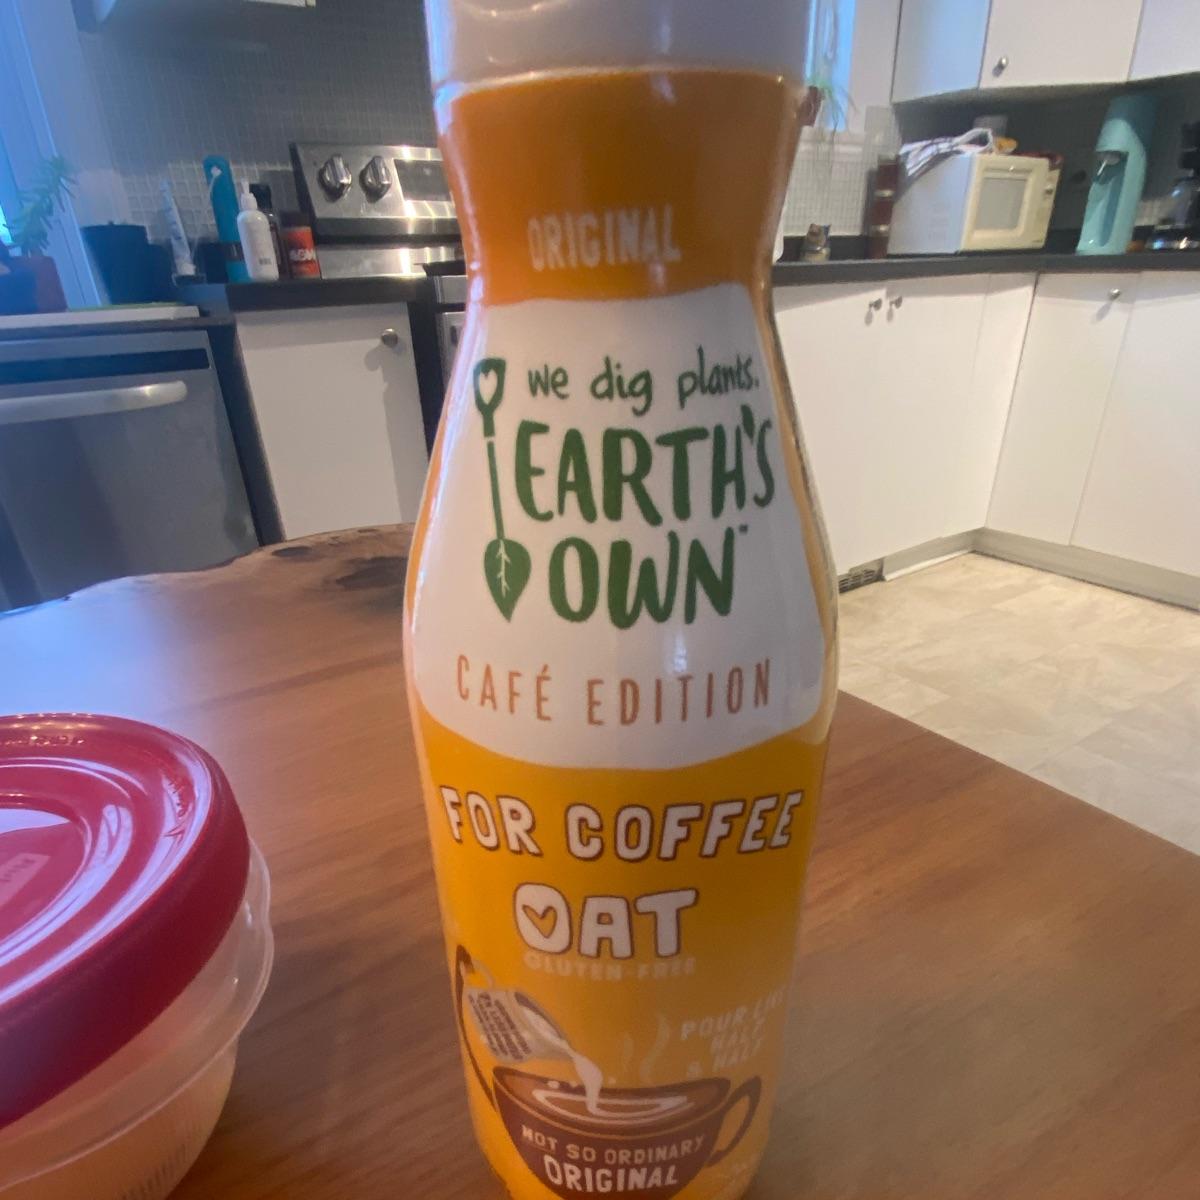 ORIGINAL
we dig plants.
EARTH'S
OWN™
CAFÉ EDITION
FOR COFFEE
OAT
GLUTEN-FREE
POUR LIKE
HALF
& HALF
NOT SO ORDINARY
ORIGINAL